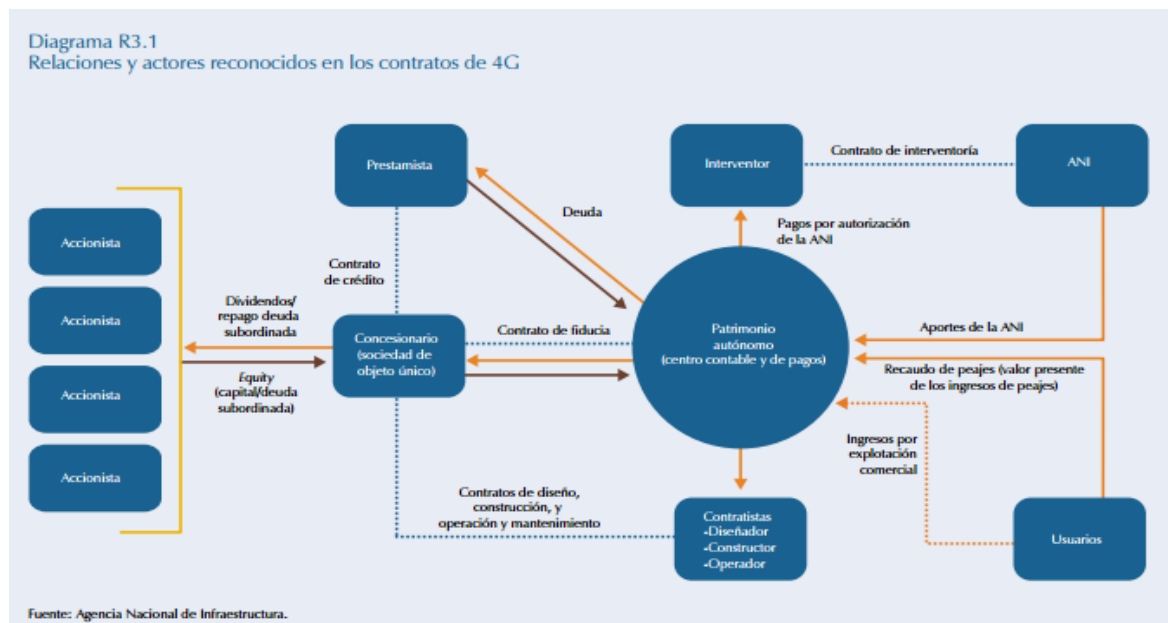 Diagrama R3.1
Relaciones y actores reconocidos en los contratos de 4G
Prestamista
Interventor
Contrato de interventoría
ANI
Accionista
Accionista
Accionista
Accionista
Deuda
Pagos por autorización
de la ANI
Contrato
de crédito
Dividendos/
repago deuda
subordinada
Equity
(capital/deuda
subordinada)
Concesionario
(sociedad de
objeto único)
Contrato de fiducia
Patrimonio
autónomo
(centro contable y de pagos)
Aportes de la ANI
Recaudo de peajes (valor presente
de los ingresos de peajes)
Ingresos por
explotación
comercial
Contratos de diseño,
construcción, y
operación y mantenimiento
Contratistas
-Diseñador
-Constructor
-Operador
Usuarios
Fuente: Agencia Nacional de Infraestructura.